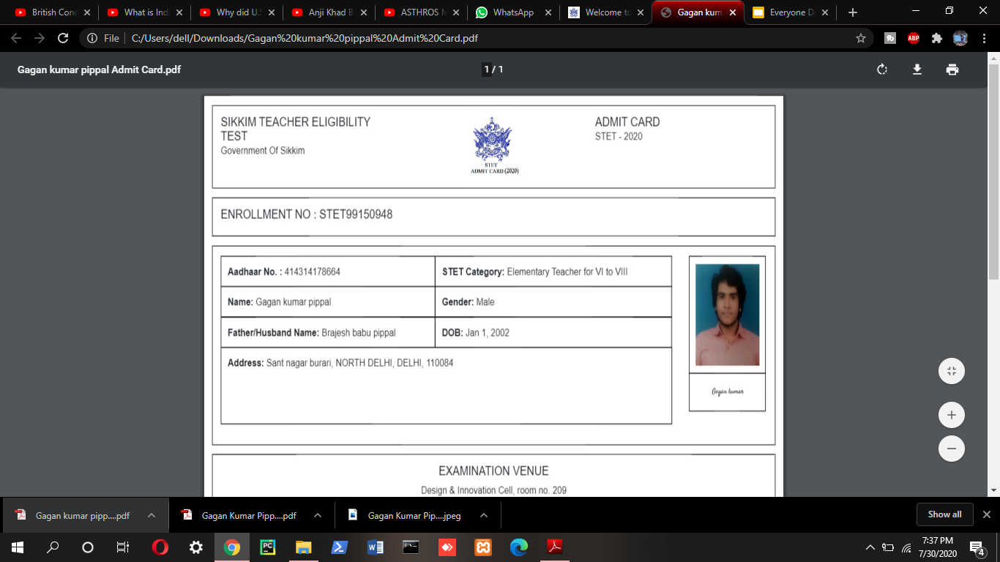 British Con
What is Ind
Why did U.S
Anji Khad B
ASTHROS M
WhatsApp
Welcome to
Gagan kum
Everyone D
File
C:/Users/dell/Downloads/Gagan%20kumar%20pippal%20Admit%20Card.pdf
ABP
Gagan kumar pippal Admit Card.pdf
1 / 1
SIKKIM TEACHER ELIGIBILITY
TEST
Government Of Sikkim
STET
ADMIT CARD (2020)
ADMIT CARD
STET - 2020
ENROLLMENT NO : STET99150948
Aadhaar No. : 414314178664
STET Category: Elementary Teacher for VI to VIII
Name: Gagan kumar pippal
Gender: Male
Father/Husband Name: Brajesh babu pippal
DOB: Jan 1, 2002
Address: Sant nagar burari, NORTH DELHI, DELHI, 110084
Gagan kumar
EXAMINATION VENUE
Design & Innovation Cell, room no. 209
Gagan kumar pipp....pdf
Gagan Kumar Pipp....pdf
Gagan Kumar Pip....jpeg
Show all
PC
W
7:37 PM
7/30/2020
4